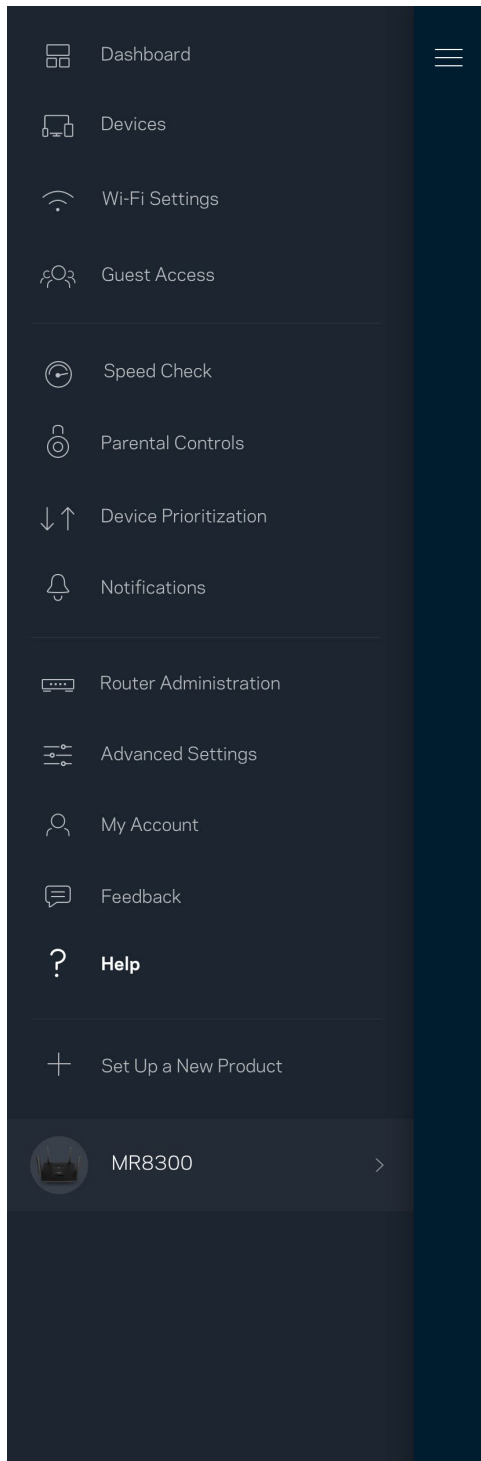 Dashboard
Devices
Wi-Fi Settings
Guest Access
Speed Check
Parental Controls
Device Prioritization
Notifications
Router Administration
Advanced Settings
My Account
Feedback
Help
Set Up a New Product
MR8300